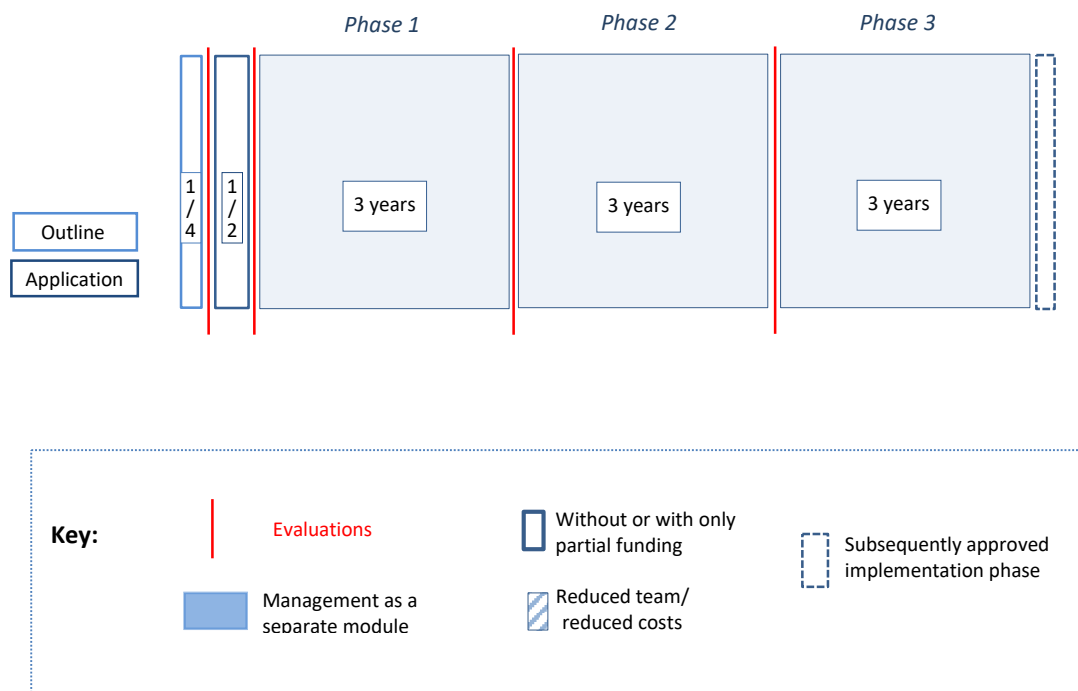 Phase 1
Phase 2
Phase 3
1
/
4
1
/
2
3 years
3 years
3 years
Outline
Application
Key:
Evaluations
Without or with only
partial funding
Subsequently approved
implementation phase
Management as a
separate module
Reduced team/
reduced costs